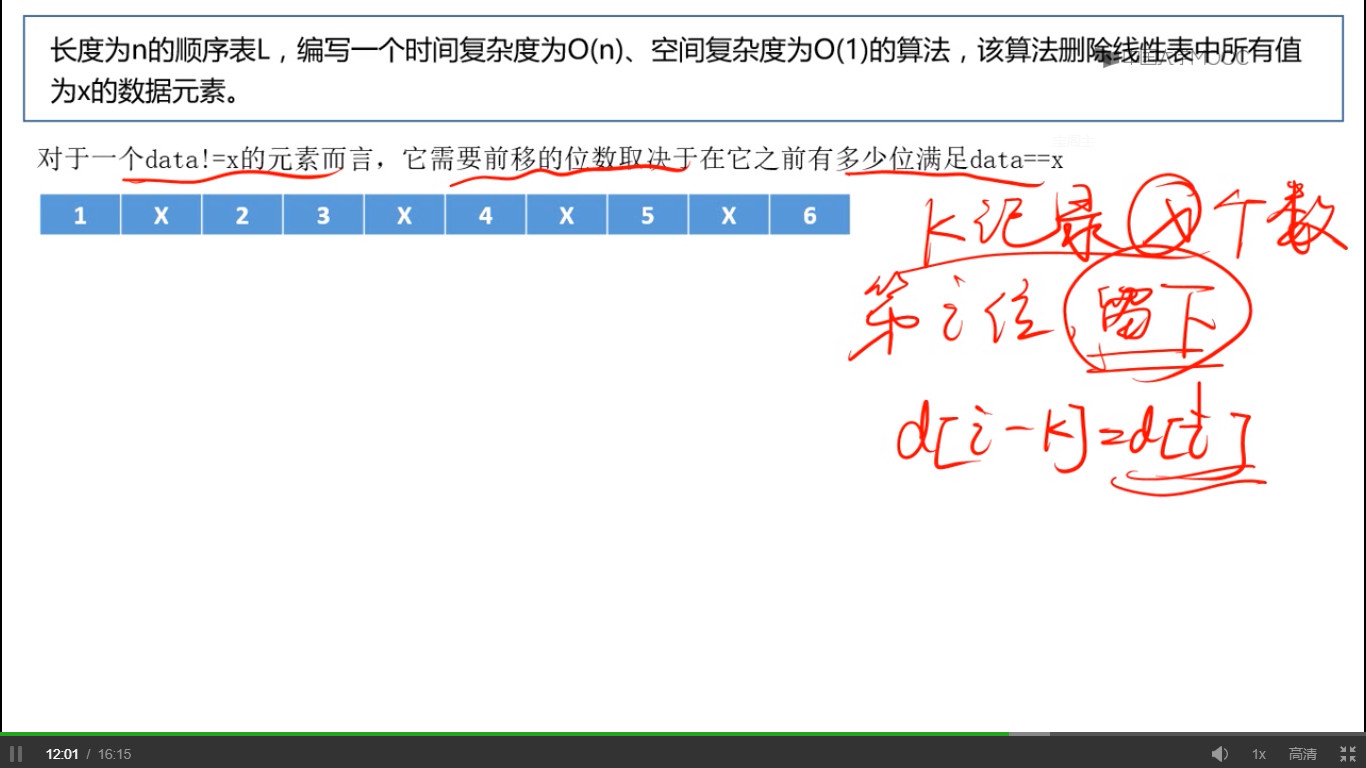 长度为n的顺序表L，编写一个时间复杂度为O(n)、空间复杂度为O(1)的算法，该算法删除线性表中所有值
为x的数据元素。
对于一个data!=x的元素而言，它需要前移的位数取决于在它之前有多少位满足data==x
1 X 2 3 X 4 X 5 X 6
k记录x个数
第i位 留下
d[i-k]=d[i]
12:01 / 16:15
1x 高清